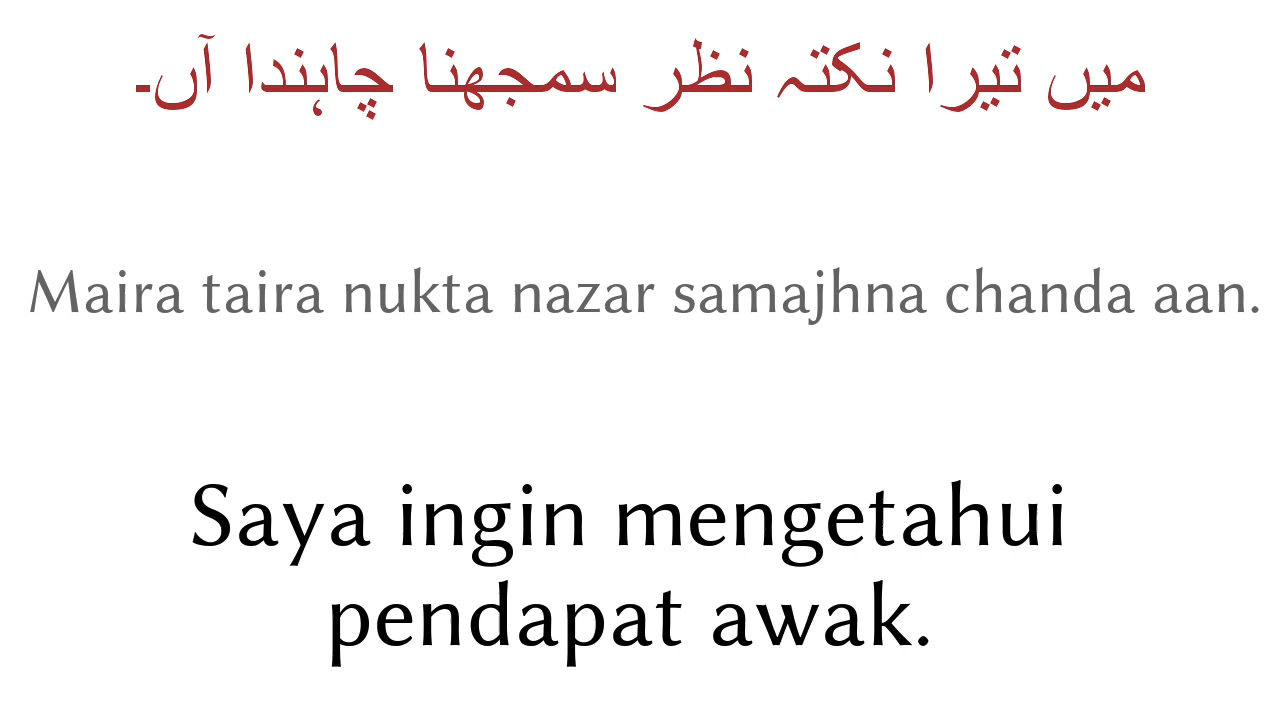 میں تیرا نکتہ نظر سمجھنا چاہندا آں۔
Maira taira nukta nazar samajhna chanda aan.
Saya ingin mengetahui
pendapat awak.